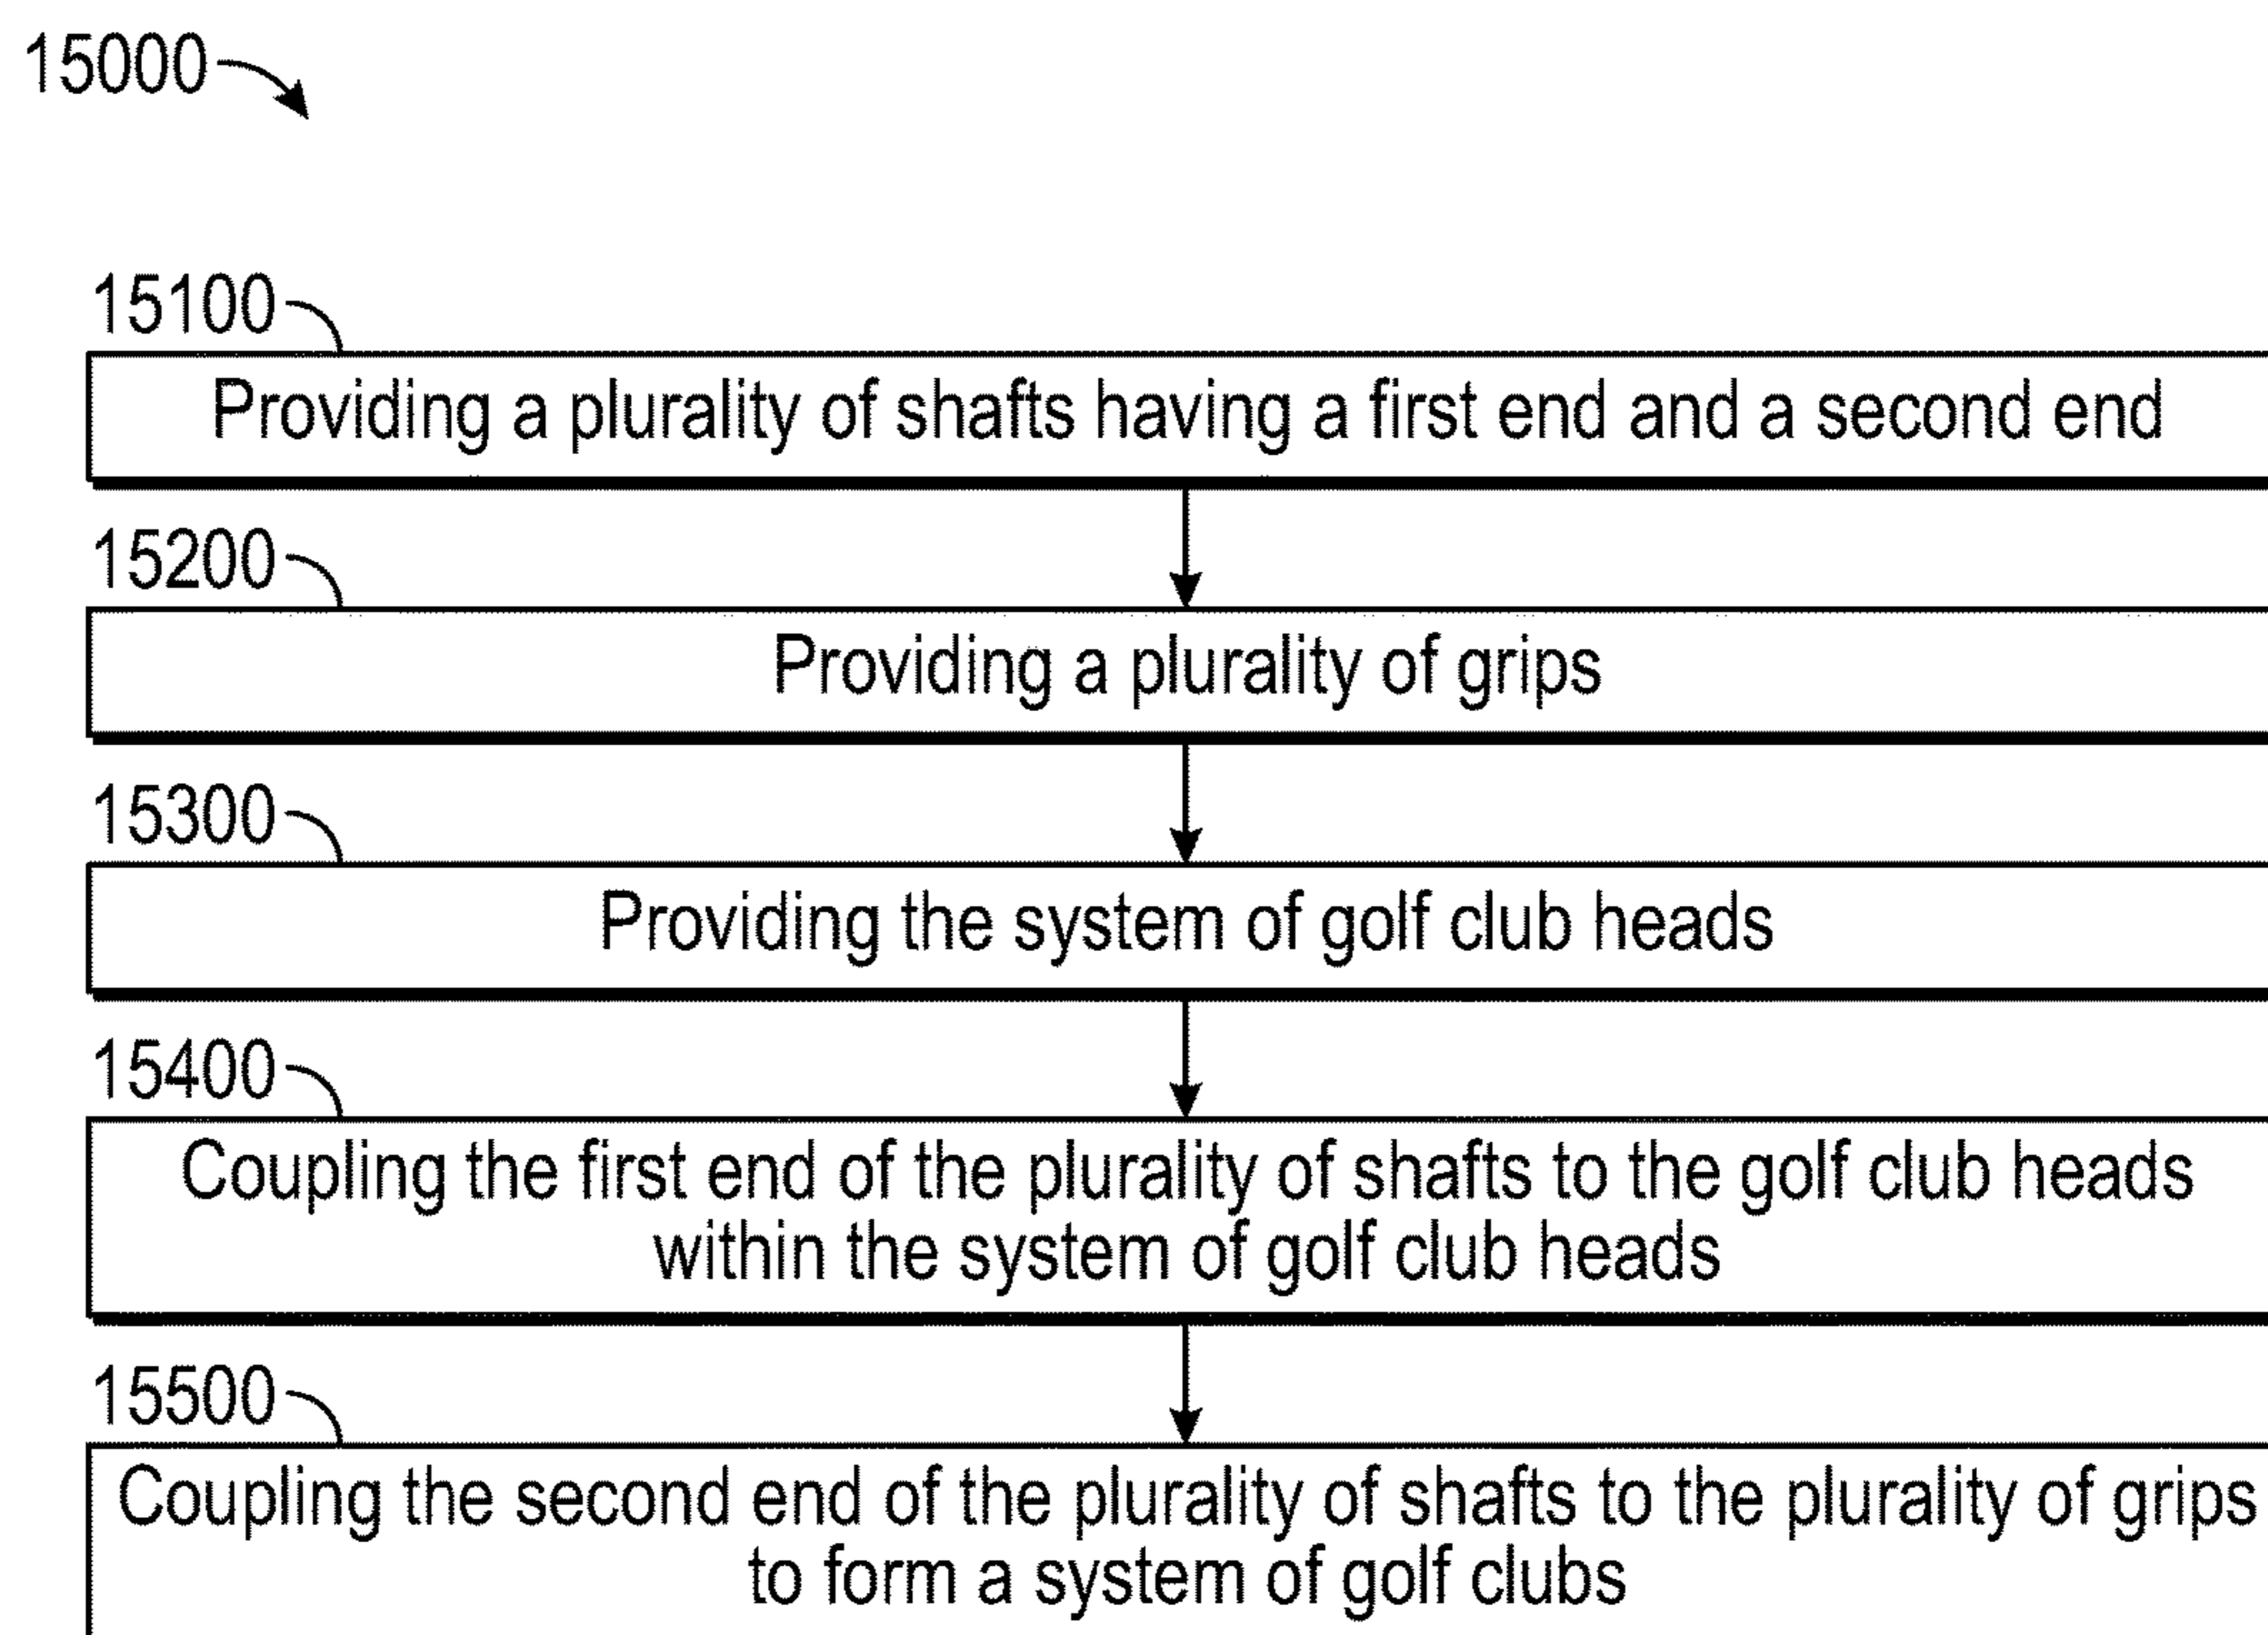 15000
15100
Providing a plurality of shafts having a first end and a second end
15200
Providing a plurality of grips
15300
Providing the system of golf club heads
15400
Coupling the first end of the plurality of shafts to the golf club heads
within the system of golf club heads
15500
Coupling the second end of the plurality of shafts to the plurality of grips
to form a system of golf clubs